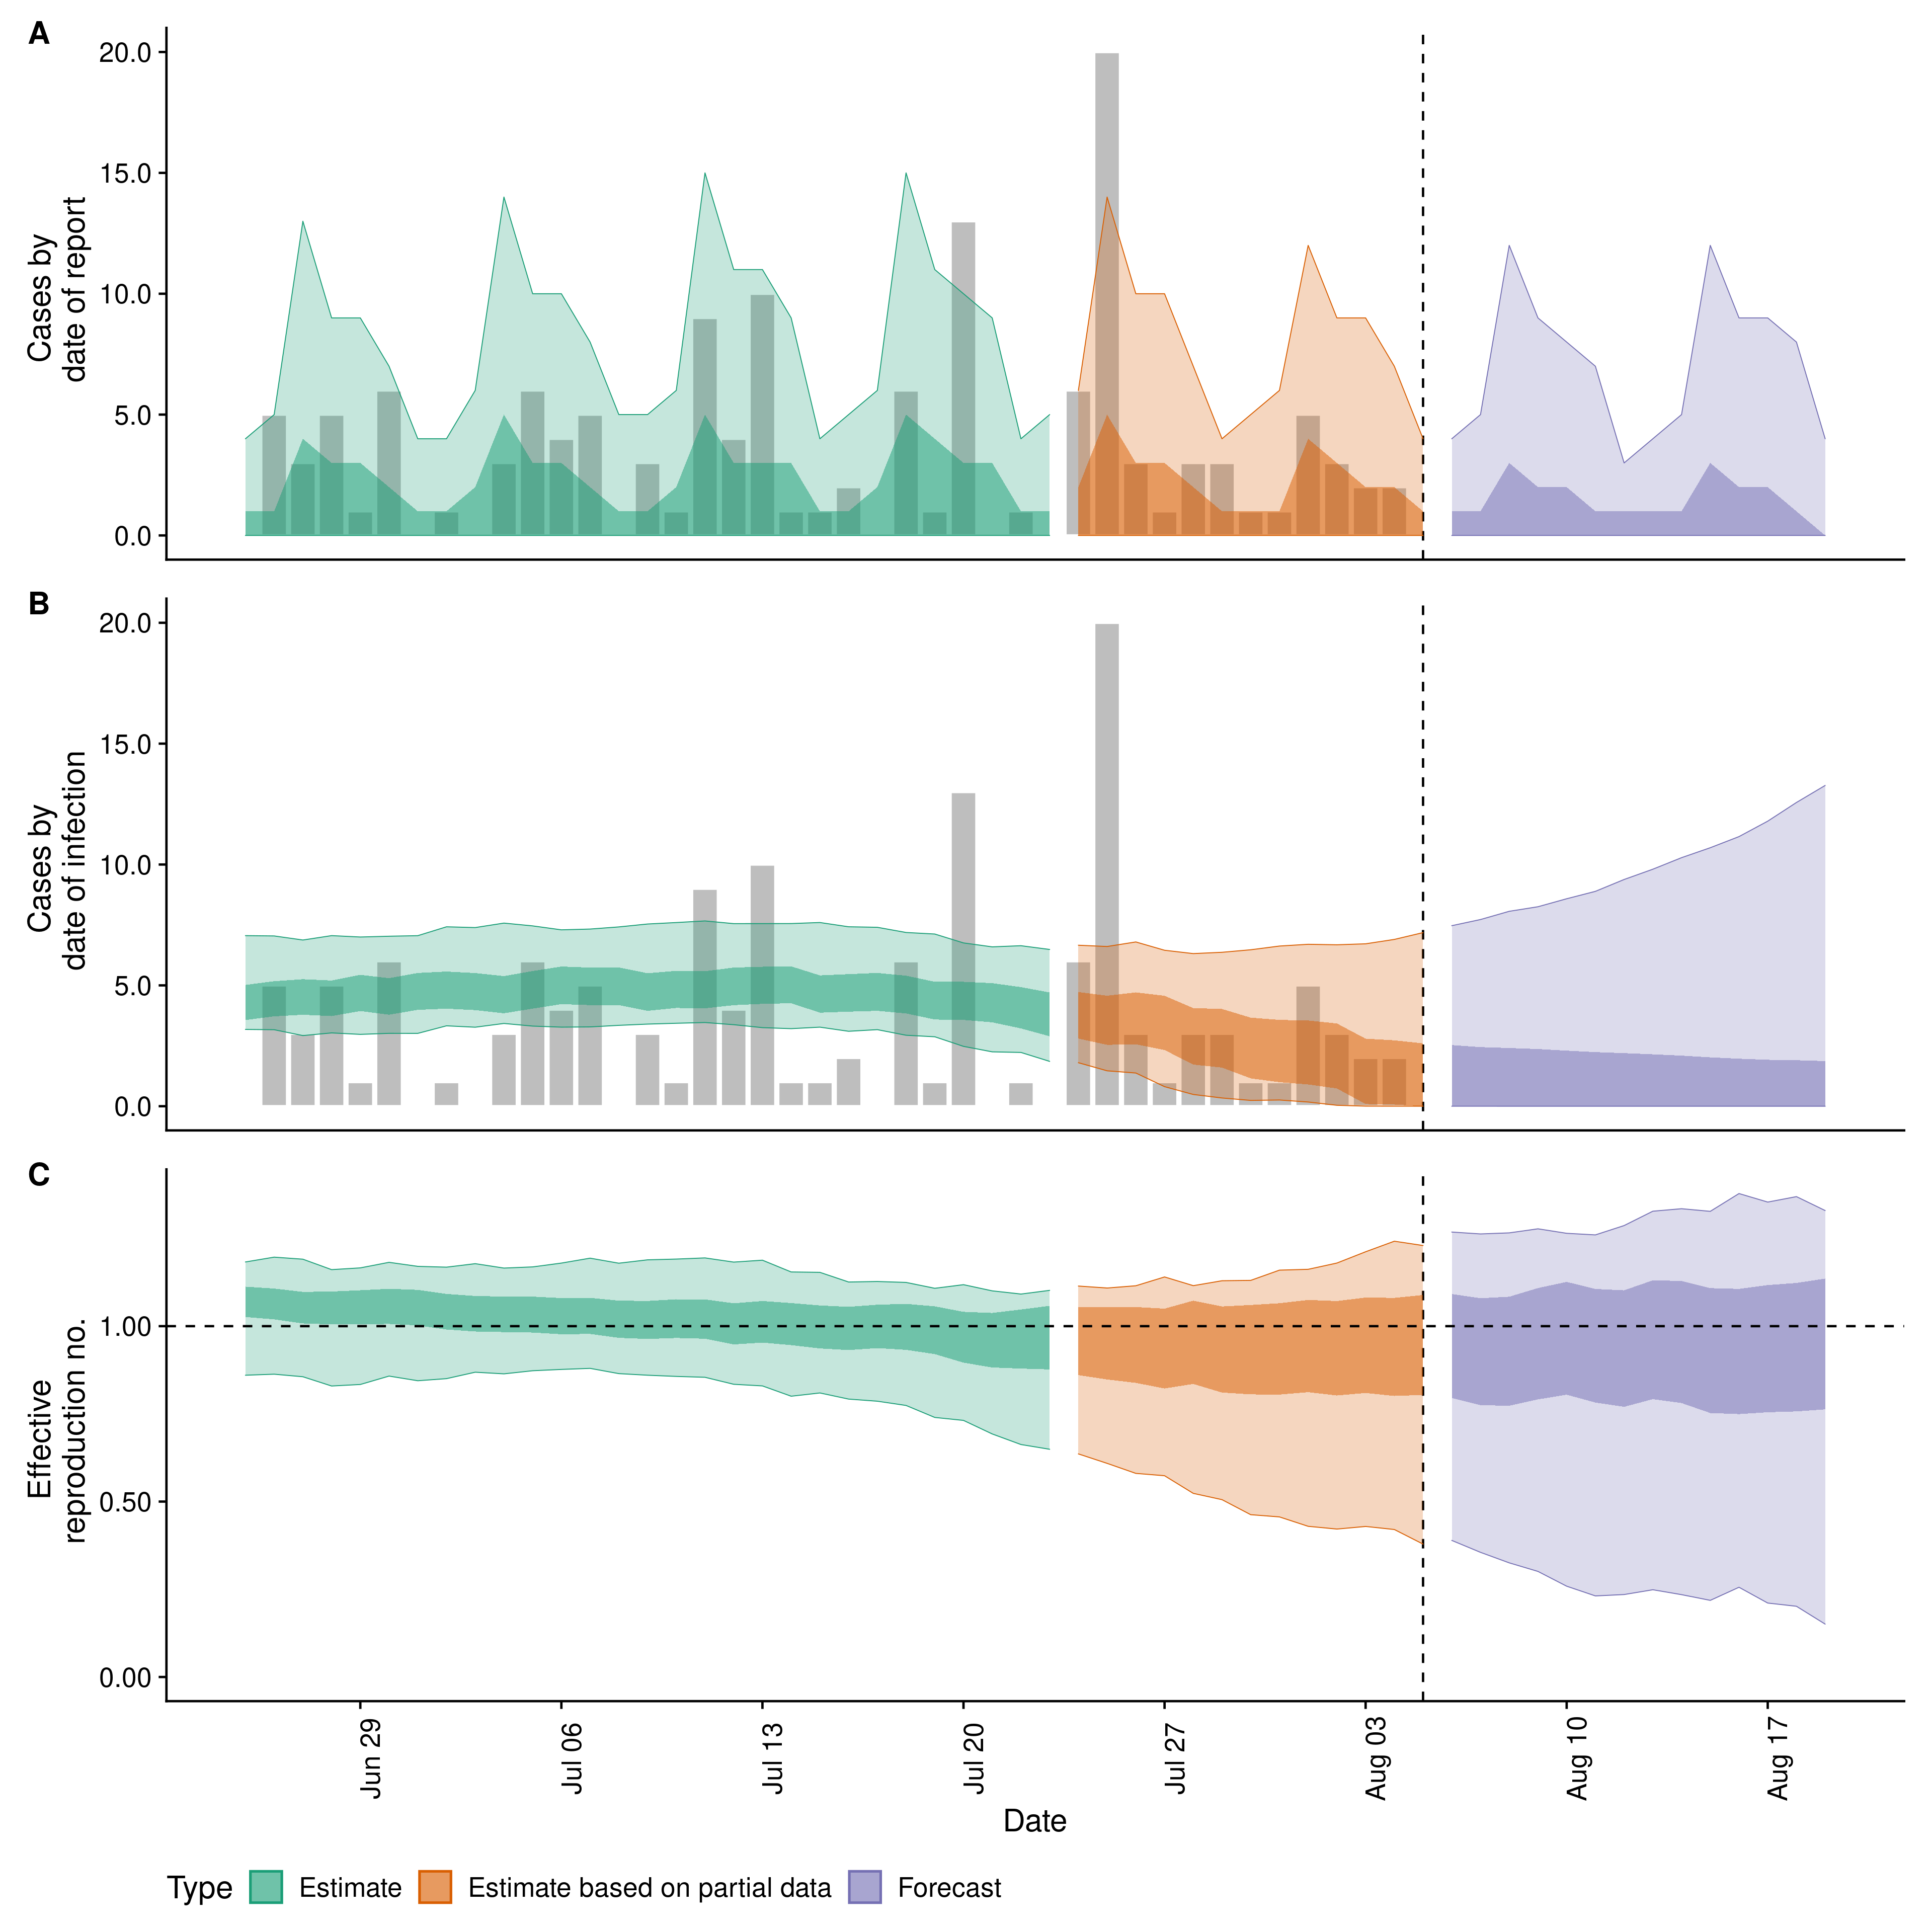 A
20.0
15.0
10.0
5.0
0.0
Cases by
date of report
B
20.0
15.0
10.0
5.0
0.0
Cases by
date of infection
C
1.00
0.50
0.00
Effective
reproduction no.
Jun 29
Jul 06
Jul 13
Jul 20
Jul 27
Aug 03
Aug 10
Aug 17
Date
Type Estimate Estimate based on partial data Forecast